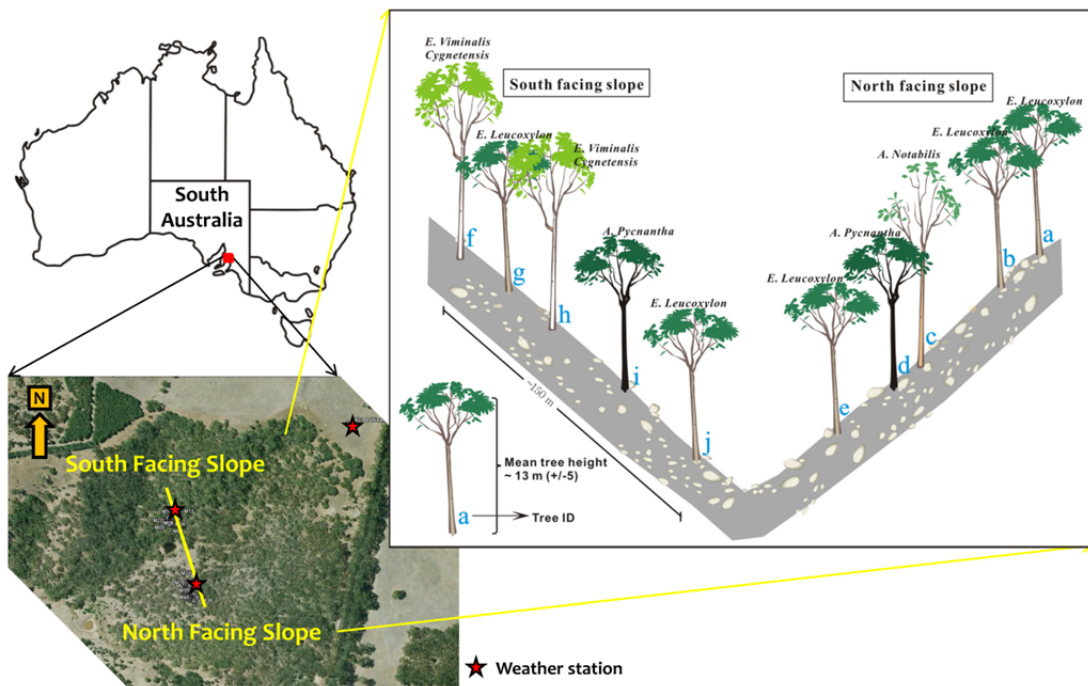 South
Australia
N
South Facing Slope
North Facing Slope
Weather station
E. Viminalis
Cygnetensis
South facing slope
E. Leucoxylon
E. Viminalis
Cygnetensis
A. Pycnantha
E. Leucoxylon
f
g
h
i
j
~150 m
North facing slope
E. Leucoxylon
E. Leucoxylon
A. Notabilis
A. Pycnantha
E. Leucoxylon
a
b
c
d
e
Mean tree height
~ 13 m (+/-5)
a
Tree ID